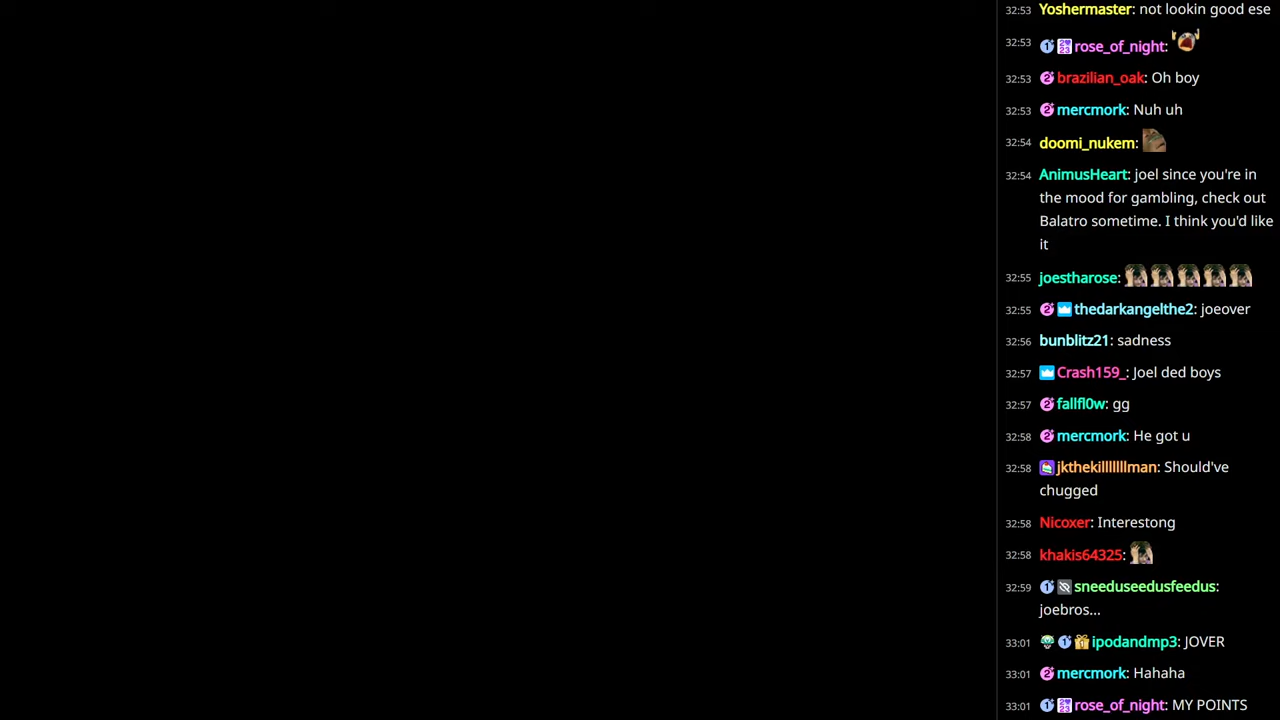 32:53 Yoshermaster: not lookin good ese
32:53 rose_of_night:
32:53 brazilian_oak: Oh boy
32:53 mercmork: Nuh uh
32:54 doomi_nukem:
32:54 AnimusHeart: joel since you're in
the mood for gambling, check out
Balatro sometime. I think you'd like
it
32:55 joestharose:
32:55 thedarkangelthe2: joeover
32:56 bunblitz21: sadness
32:57 Crash159_: Joel ded boys
32:57 fallfl0w: gg
32:58 mercmork: He got u
32:58 jkthekillllllllman: Should've
chugged
32:58 Nicoxer: Interestong
32:58 khakis64325:
32:59 sneeduseedusfeedus:
joebros...
33:01 ipodandmp3: JOVER
33:01 mercmork: Hahaha
33:01 rose_of_night: MY POINTS